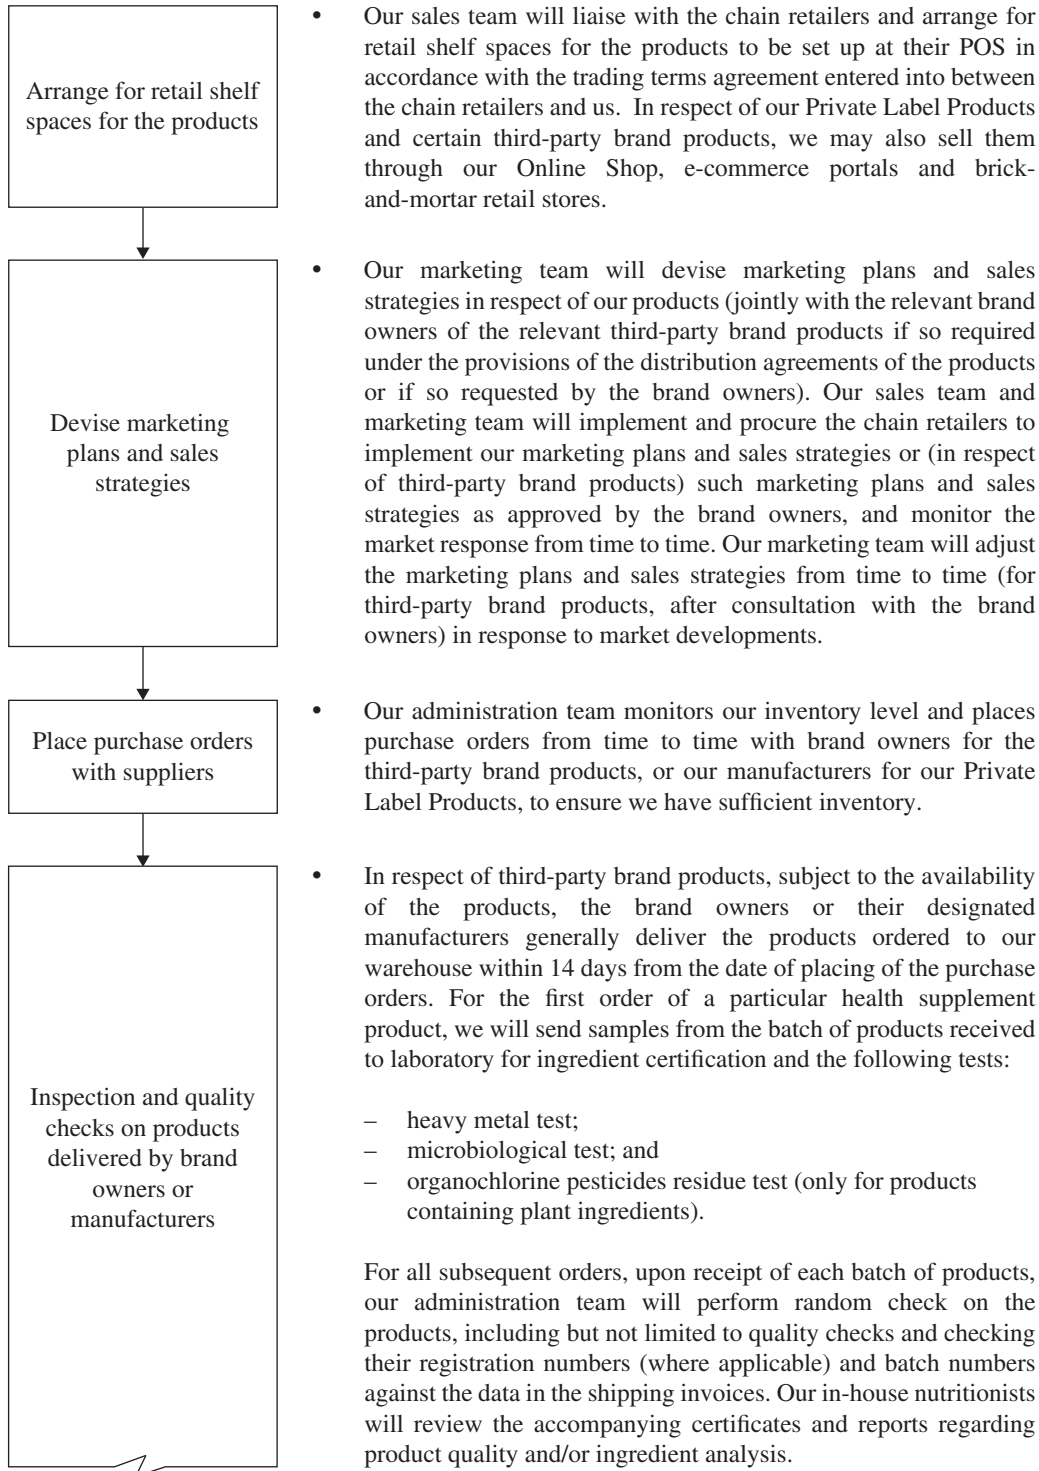 Arrange for retail shelf
spaces for the products
• Our sales team will liaise with the chain retailers and arrange for
retail shelf spaces for the products to be set up at their POS in
accordance with the trading terms agreement entered into between
the chain retailers and us. In respect of our Private Label Products
and certain third-party brand products, we may also sell them
through our Online Shop, e-commerce portals and brick-
and-mortar retail stores.
Devise marketing
plans and sales
strategies
• Our marketing team will devise marketing plans and sales
strategies in respect of our products (jointly with the relevant brand
owners of the relevant third-party brand products if so required
under the provisions of the distribution agreements of the products
or if so requested by the brand owners). Our sales team and
marketing team will implement and procure the chain retailers to
implement our marketing plans and sales strategies or (in respect
of third-party brand products) such marketing plans and sales
strategies as approved by the brand owners, and monitor the
market response from time to time. Our marketing team will adjust
the marketing plans and sales strategies from time to time (for
third-party brand products, after consultation with the brand
owners) in response to market developments.
Place purchase orders
with suppliers
• Our administration team monitors our inventory level and places
purchase orders from time to time with brand owners for the
third-party brand products, or our manufacturers for our Private
Label Products, to ensure we have sufficient inventory.
Inspection and quality
checks on products
delivered by brand
owners or
manufacturers
• In respect of third-party brand products, subject to the availability
of the products, the brand owners or their designated
manufacturers generally deliver the products ordered to our
warehouse within 14 days from the date of placing of the purchase
orders. For the first order of a particular health supplement
product, we will send samples from the batch of products received
to laboratory for ingredient certification and the following tests:
– heavy metal test;
– microbiological test; and
– organochlorine pesticides residue test (only for products
containing plant ingredients).
For all subsequent orders, upon receipt of each batch of products,
our administration team will perform random check on the
products, including but not limited to quality checks and checking
their registration numbers (where applicable) and batch numbers
against the data in the shipping invoices. Our in-house nutritionists
will review the accompanying certificates and reports regarding
product quality and/or ingredient analysis.